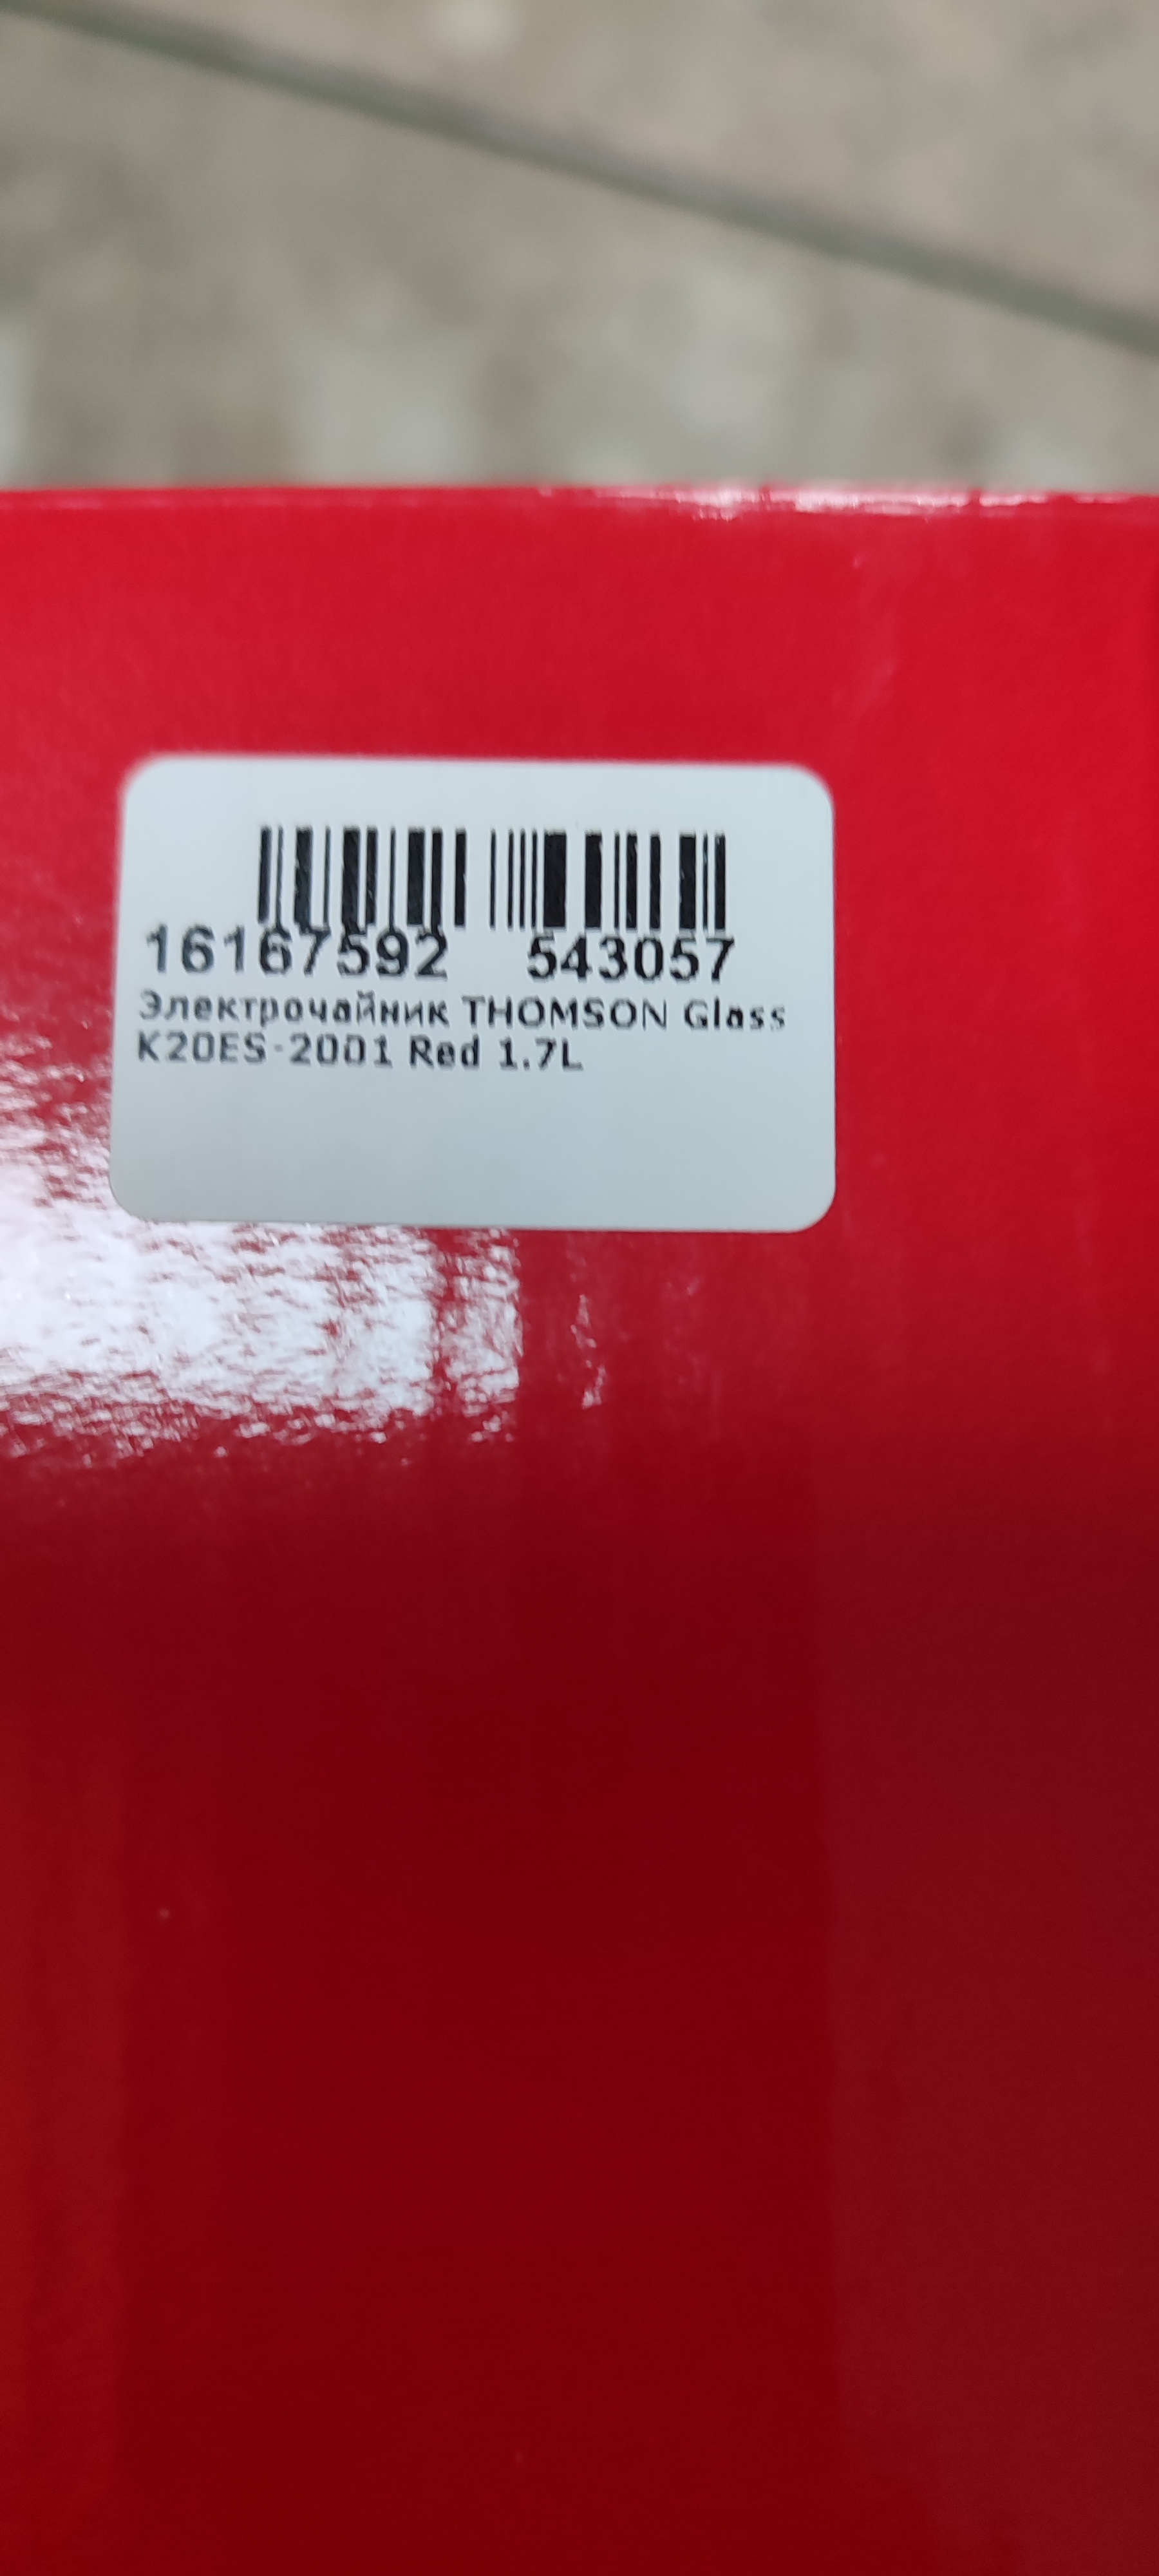 16167592 543057
Электрочайник THOMSON Glass
K20ES-2001 Red 1.7L